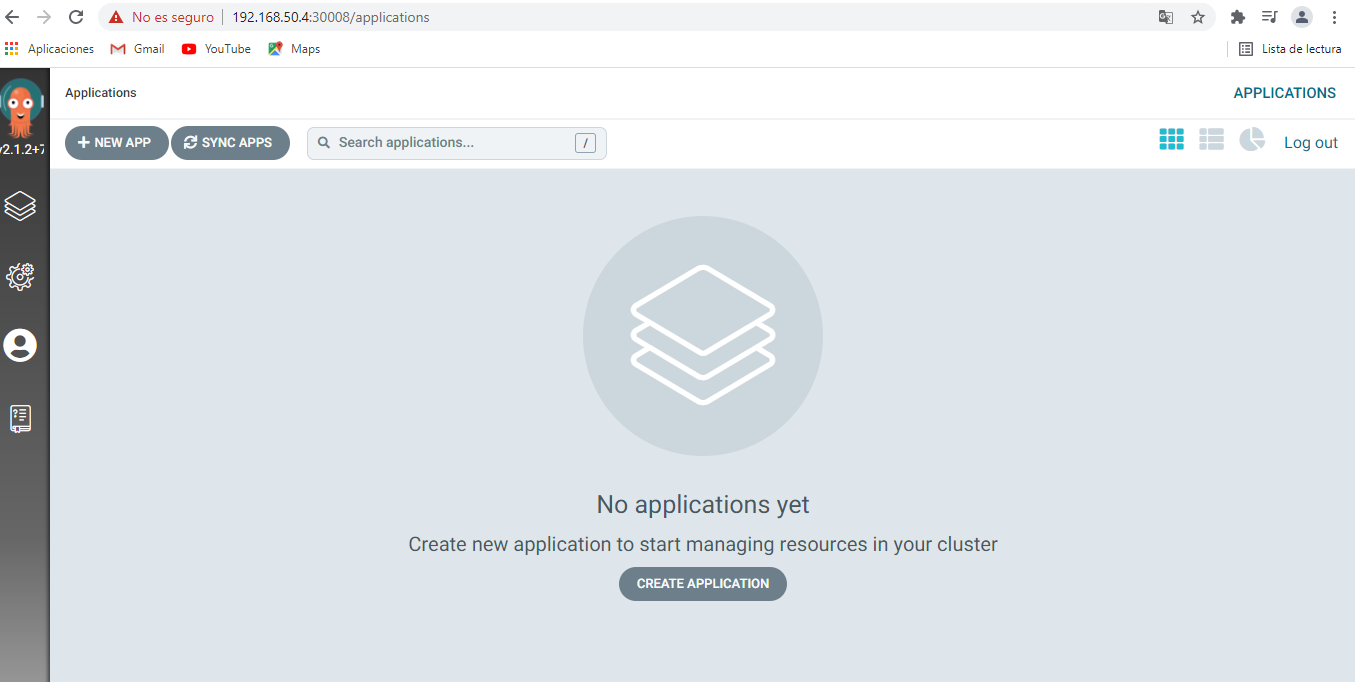 No es seguro 192.168.50.4:30008/applications
Aplicaciones Gmail YouTube Maps Lista de lectura
Applications APPLICATIONS
NEW APP SYNC APPS Search applications... / Log out
v2.1.2+7
No applications yet
Create new application to start managing resources in your cluster
CREATE APPLICATION